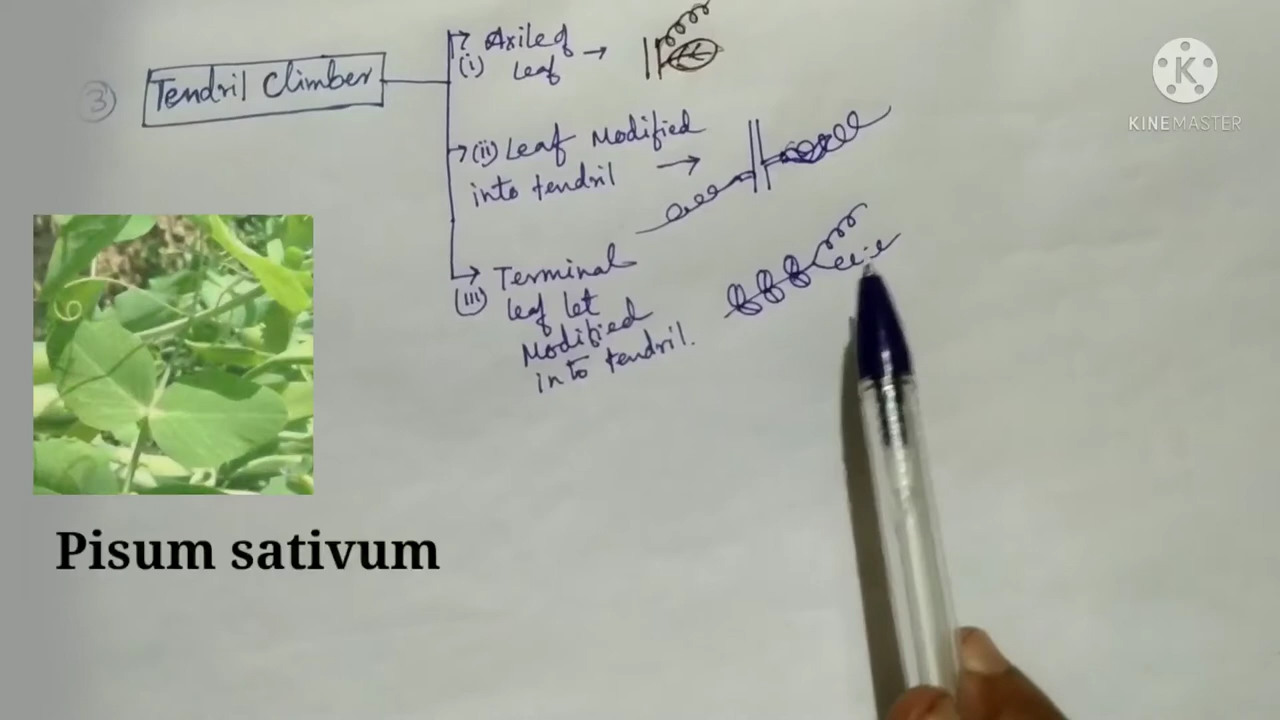 3
Tendril Climber
(i) Axile of
Leaf →
(ii) Leaf Modified
into tendril →
(iii) Terminal
leaf let
Modified
into tendril.
K
KINEMASTER
Pisum sativum